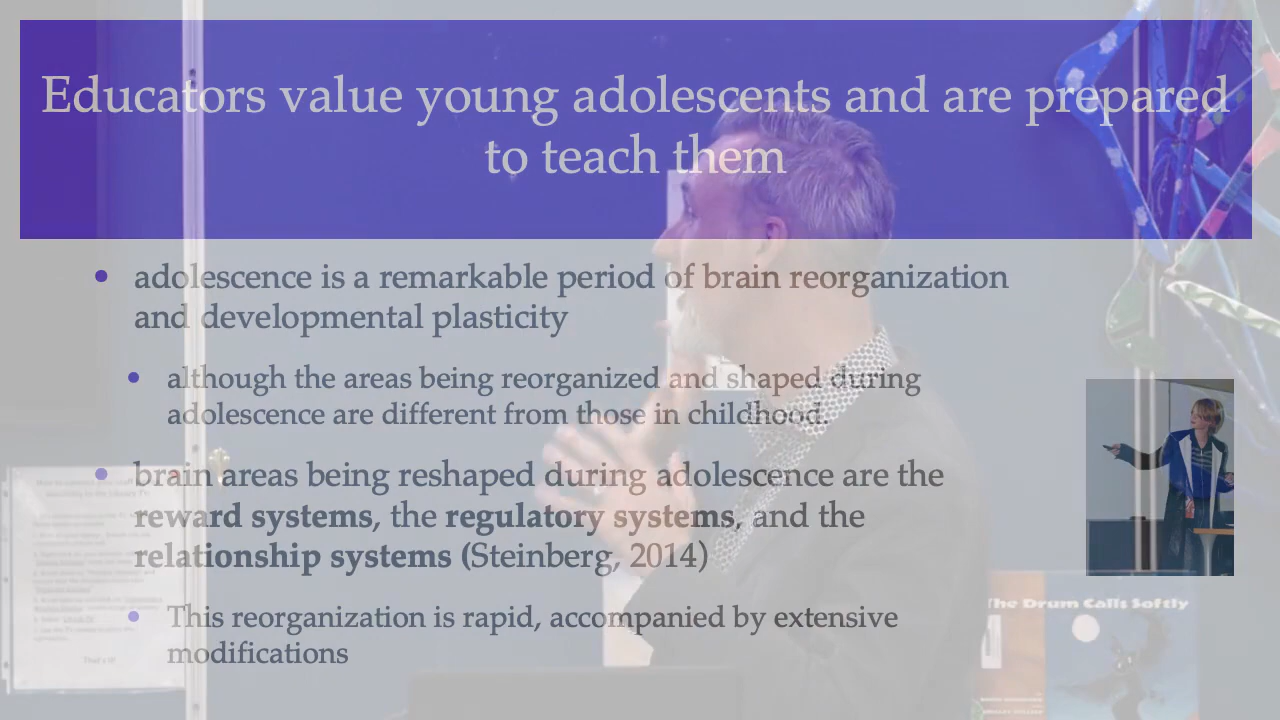 Educators value young adolescents and are prepared
to teach them
adolescence is a remarkable period of brain reorganization
and developmental plasticity
although the areas being reorganized and shaped during
adolescence are different from those in childhood.
brain areas being reshaped during adolescence are the
reward systems, the regulatory systems, and the
relationship systems (Steinberg, 2014)
This reorganization is rapid, accompanied by extensive
modifications
The Drum Calls Softly
That's it!